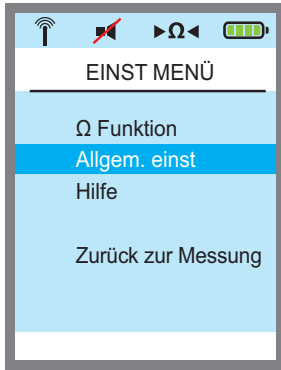 ►Ω◄
EINST MENÜ
Ω Funktion
Allgem. einst
Hilfe
Zurück zur Messung